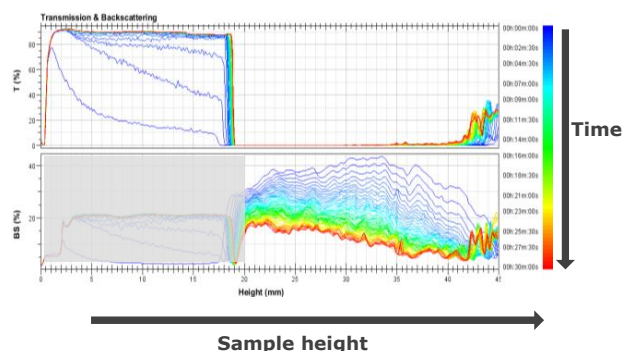 Transmission & Backscattering
T (%)
80
60
40
20
0
BS (%)
40
20
0
0
5
10
15
20
25
30
35
40
45
Height (mm)
00h:00m:00s
00h:02m:30s
00h:04m:30s
00h:07m:00s
00h:09m:00s
00h:11m:30s
00h:14m:00s
00h:16m:00s
00h:18m:30s
00h:21m:00s
00h:23m:00s
00h:25m:30s
00h:27m:30s
00h:30m:00s
Time
Sample height